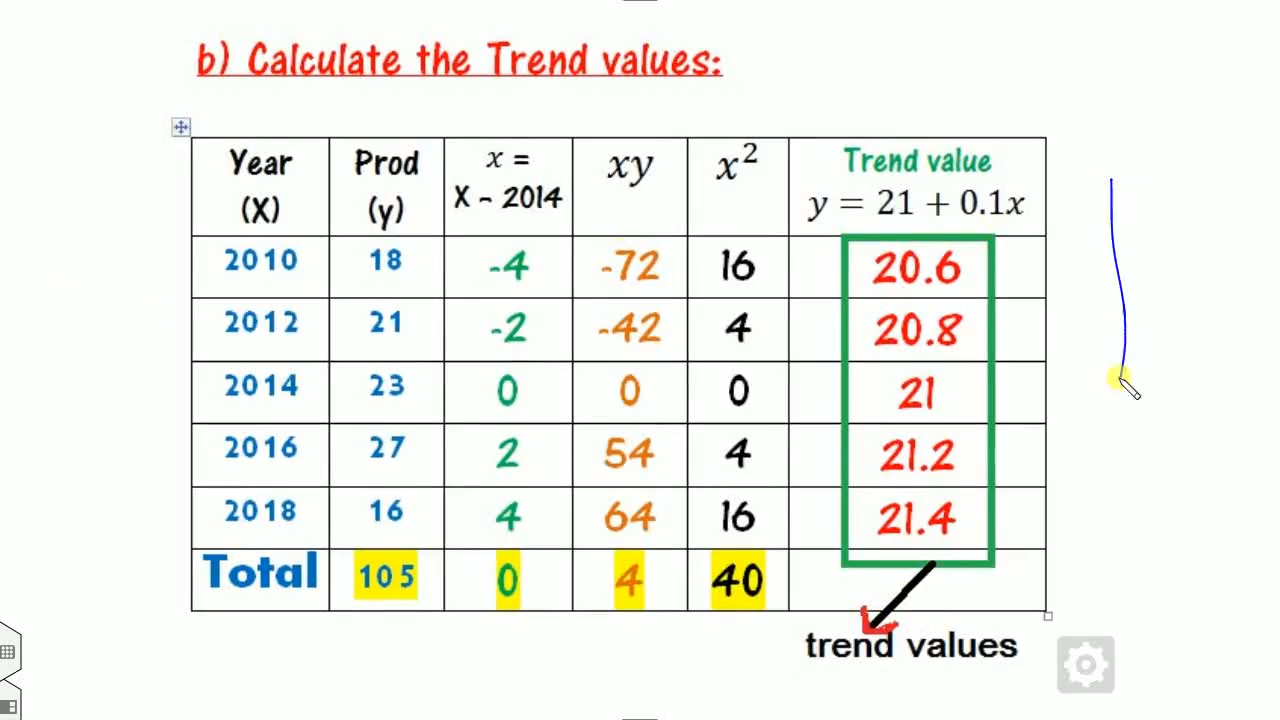 b) Calculate the Trend values:
Year (X) Prod (y) x = X - 2014 xy x² Trend value y = 21 + 0.1x
2010 18 -4 -72 16 20.6
2012 21 -2 -42 4 20.8
2014 23 0 0 0 21
2016 27 2 54 4 21.2
2018 16 4 64 16 21.4
Total 105 0 4 40
trend values